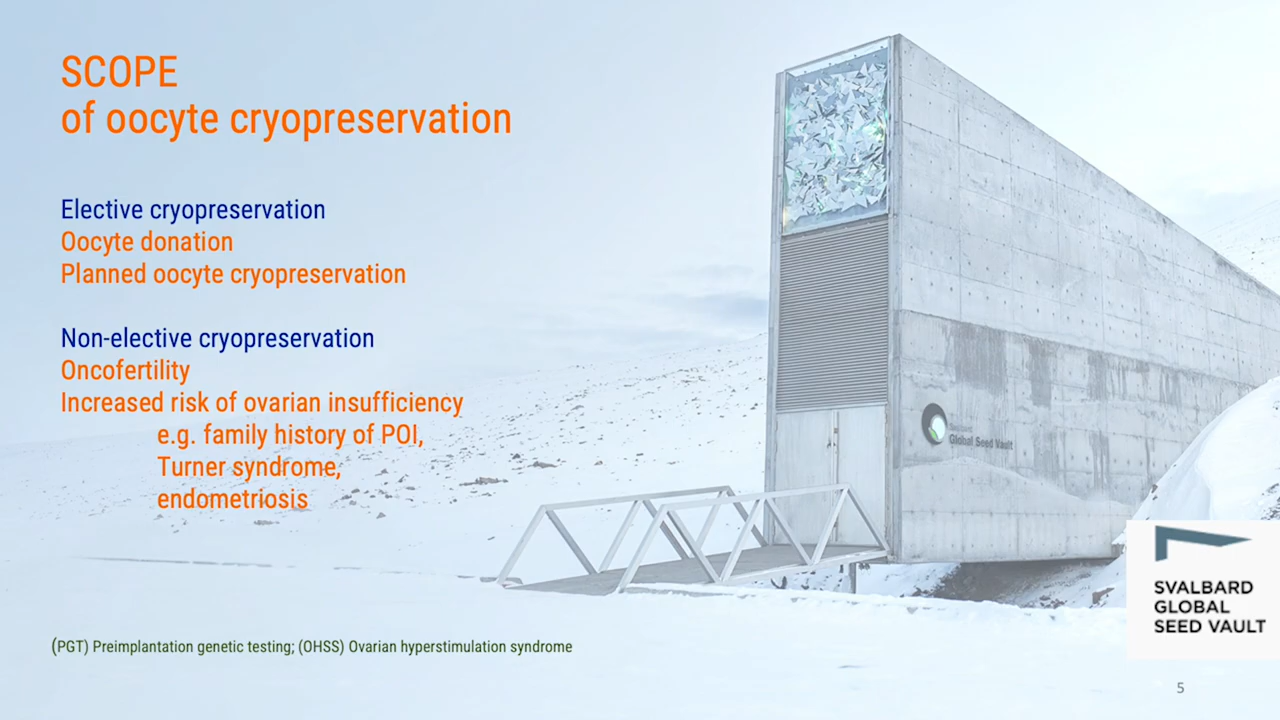 SCOPE
of oocyte cryopreservation
Elective cryopreservation
Oocyte donation
Planned oocyte cryopreservation
Non-elective cryopreservation
Oncofertility
Increased risk of ovarian insufficiency
e.g. family history of POI,
Turner syndrome,
endometriosis
Global Seed Vault
SVALBARD
GLOBAL
SEED VAULT
(PGT) Preimplantation genetic testing; (OHSS) Ovarian hyperstimulation syndrome
5